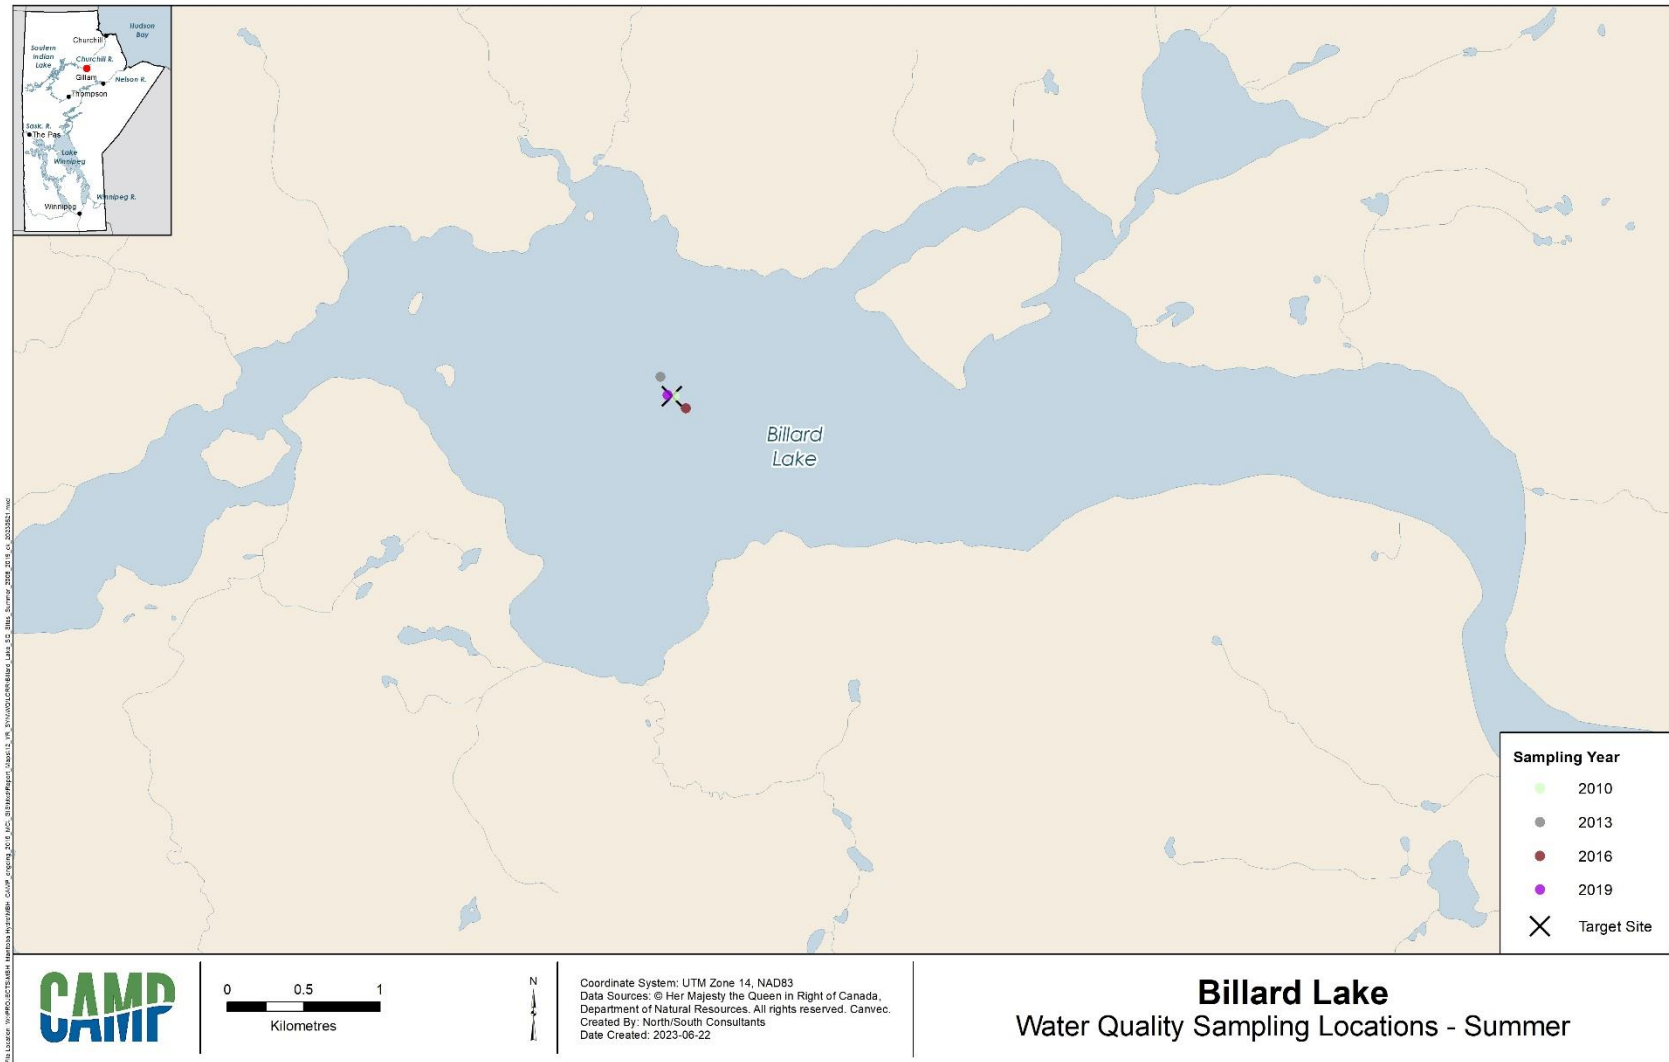 Hudson
Bay
Churchill
Southern
Indian
Lake
Churchill R.
Gillam
Nelson R.
Thompson
Sask. R.
The Pas
Lake
Winnipeg
Winnipeg R.
Winnipeg
Billard
Lake
Sampling Year
2010
2013
2016
2019
Target Site
CAMP
0 0.5 1
Kilometres
N
Coordinate System: UTM Zone 14, NAD83
Data Sources: © Her Majesty the Queen in Right of Canada,
Department of Natural Resources. All rights reserved. Canvec.
Created By: North/South Consultants
Date Created: 2023-06-22
Billard Lake
Water Quality Sampling Locations - Summer